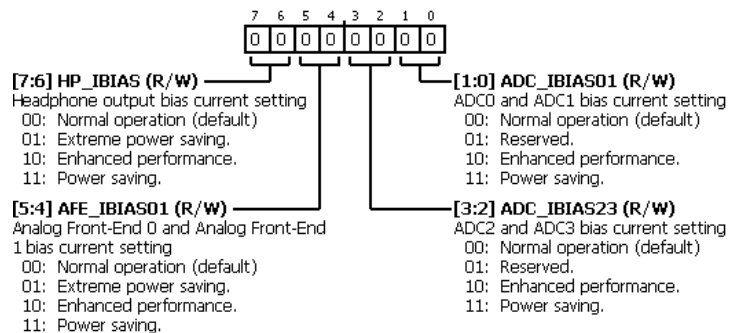 7 6 5 4 3 2 1 0
0 0 0 0 0 0 0 0
[7:6] HP_IBIAS (R/W)
Headphone output bias current setting
00: Normal operation (default)
01: Extreme power saving.
10: Enhanced performance.
11: Power saving.
[5:4] AFE_IBIAS01 (R/W)
Analog Front-End 0 and Analog Front-End
1 bias current setting
00: Normal operation (default)
01: Extreme power saving.
10: Enhanced performance.
11: Power saving.
[1:0] ADC_IBIAS01 (R/W)
ADC0 and ADC1 bias current setting
00: Normal operation (default)
01: Reserved.
10: Enhanced performance.
11: Power saving.
[3:2] ADC_IBIAS23 (R/W)
ADC2 and ADC3 bias current setting
00: Normal operation (default)
01: Reserved.
10: Enhanced performance.
11: Power saving.